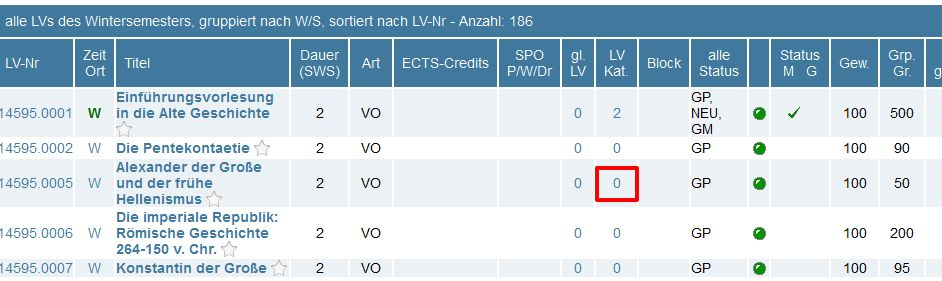 alle LVs des Wintersemesters, gruppiert nach W/S, sortiert nach LV-Nr - Anzahl: 186
LV-Nr Zeit Ort Titel Dauer (SWS) Art ECTS-Credits SPO P/W/Dr gl. LV LV Kat. Block alle Status Status M G Gew. Grp. Gr. g
14595.0001 W Einführungsvorlesung in die Alte Geschichte 2 VO 0 2 GP, NEU, GM 100 500
14595.0002 W Die Pentekontaetie 2 VO 0 0 GP 100 90
14595.0005 W Alexander der Große und der frühe Hellenismus 2 VO 0 0 GP 100 50
14595.0006 W Die imperiale Republik: Römische Geschichte 264-150 v. Chr. 2 VO 0 0 GP 100 200
14595.0007 W Konstantin der Große 2 VO 0 0 GP 100 95